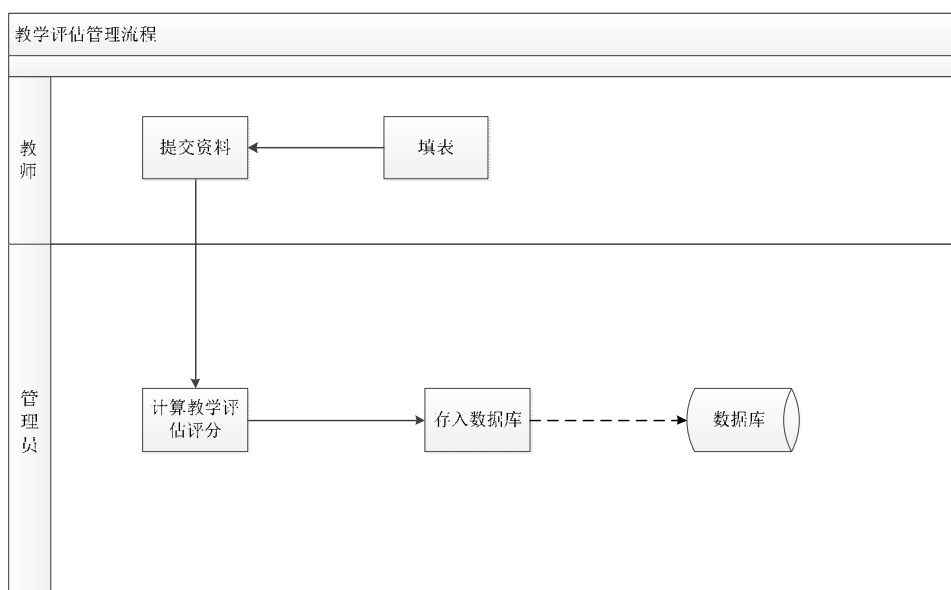 教学评估管理流程
教
师
提交资料
填表
管
理
员
计算教学评
估评分
存入数据库
数据库